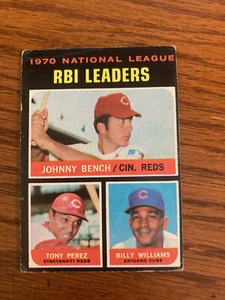 1970 NATIONAL LEAGUE
RBI LEADERS
JOHNNY BENCH / CIN. REDS
TONY PEREZ
CINCINNATI REDS
BILLY WILLIAMS
CHICAGO CUBS